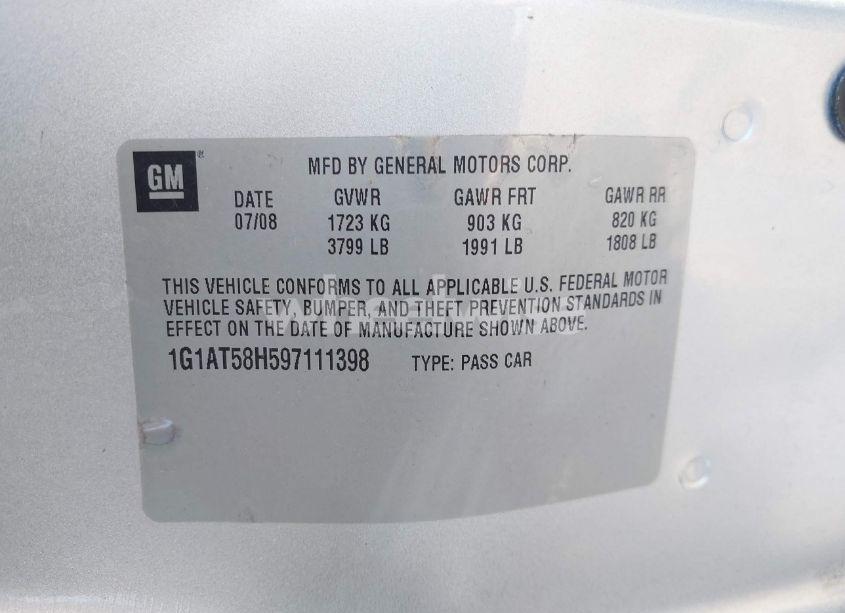 GM
MFD BY GENERAL MOTORS CORP.
DATE GVWR GAWR FRT GAWR RR
07/08 1723 KG 903 KG 820 KG
3799 LB 1991 LB 1808 LB
THIS VEHICLE CONFORMS TO ALL APPLICABLE U.S. FEDERAL MOTOR
VEHICLE SAFETY, BUMPER, AND THEFT PREVENTION STANDARDS IN
EFFECT ON THE DATE OF MANUFACTURE SHOWN ABOVE.
1G1AT58H597111398 TYPE: PASS CAR